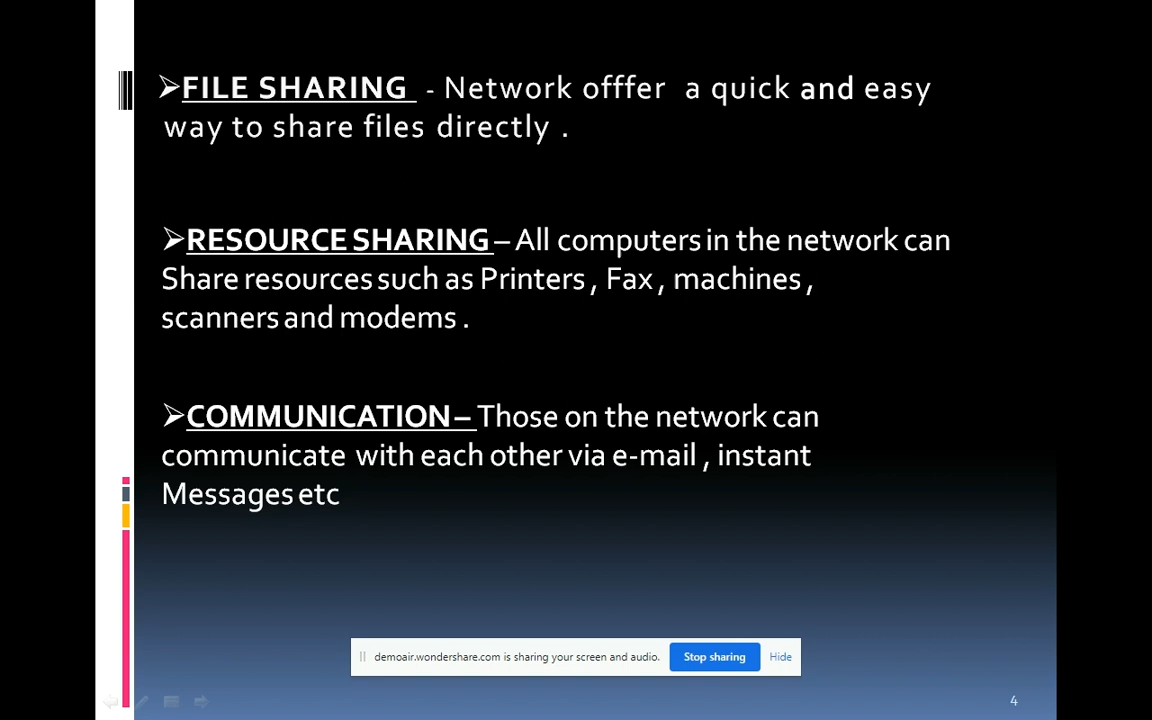 ➢FILE SHARING - Network offfer a quick and easy
way to share files directly .
➢RESOURCE SHARING – All computers in the network can
Share resources such as Printers , Fax , machines ,
scanners and modems .
➢COMMUNICATION – Those on the network can
communicate with each other via e-mail , instant
Messages etc
demoair.wondershare.com is sharing your screen and audio. Stop sharing Hide
4